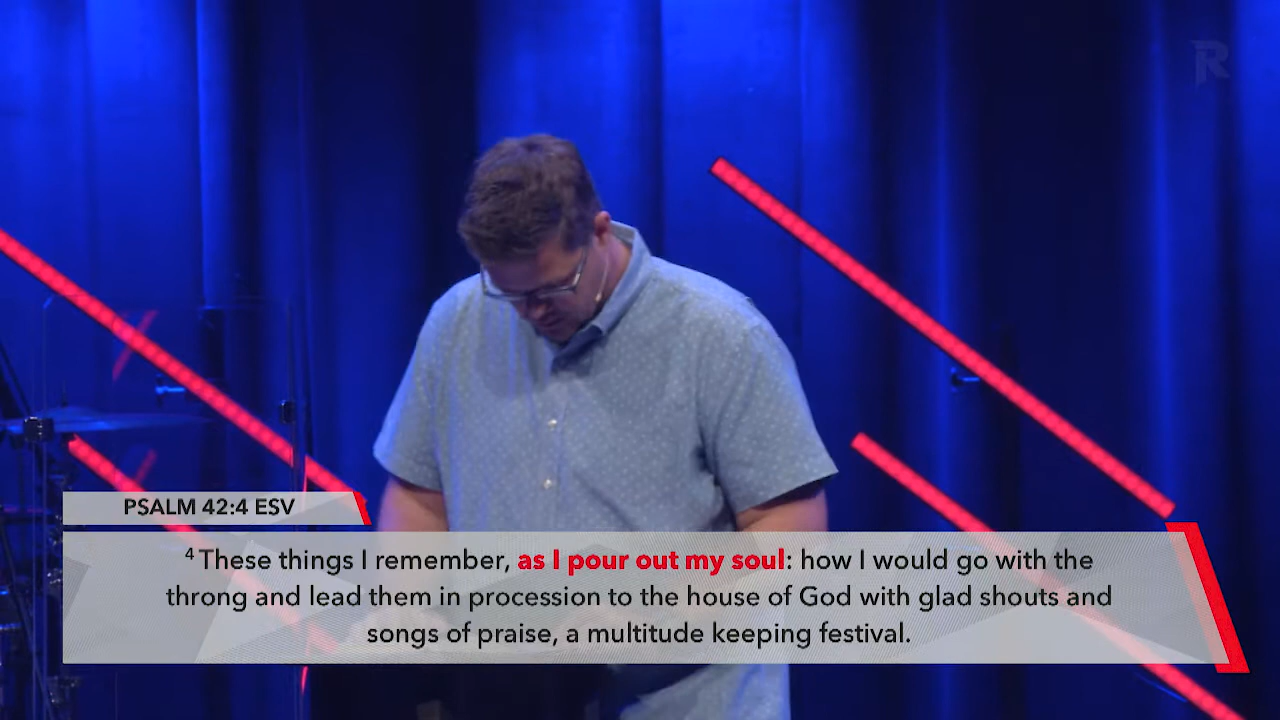 R
PSALM 42:4 ESV
4 These things I remember, as I pour out my soul: how I would go with the
throng and lead them in procession to the house of God with glad shouts and
songs of praise, a multitude keeping festival.